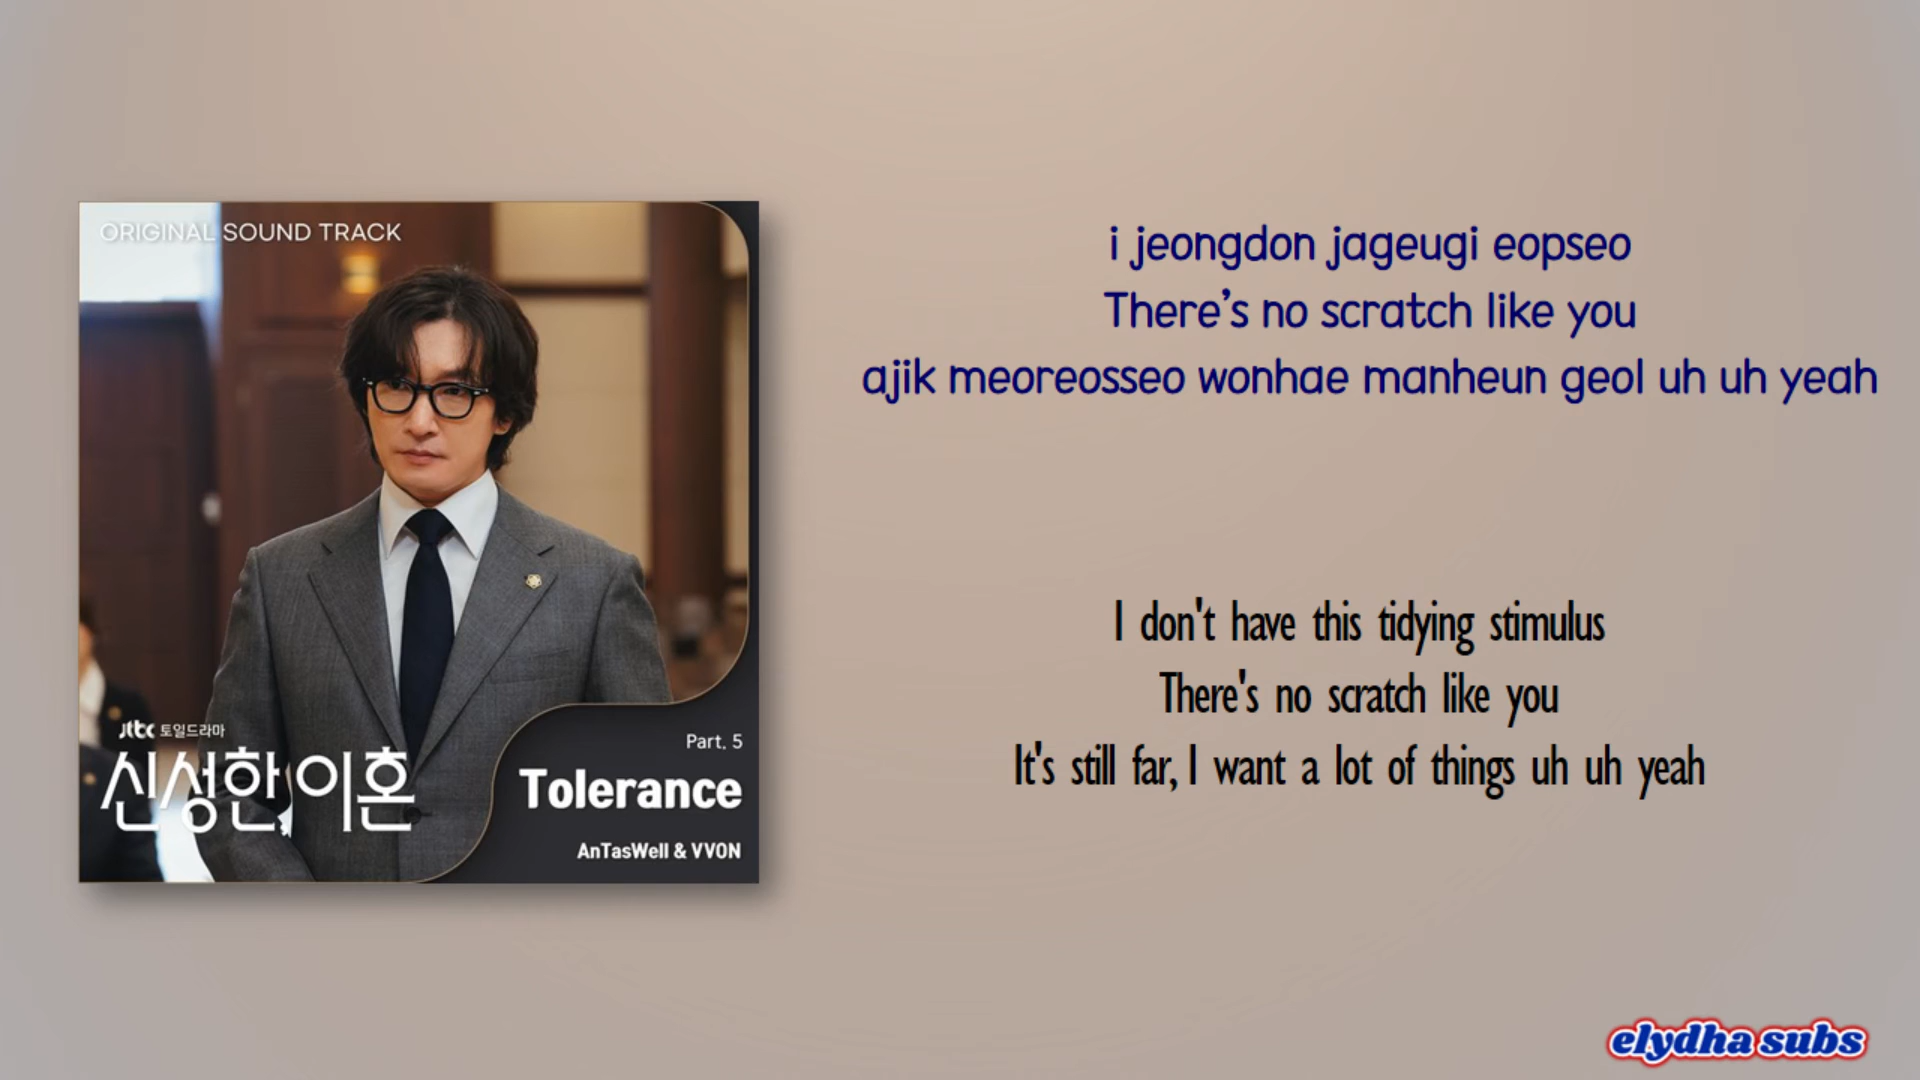 ORIGINAL SOUND TRACK
jtbc 토일드라마
신성한, 이혼
Part. 5
Tolerance
AnTasWell & VVON
i jeongdon jageugi eopseo
There’s no scratch like you
ajik meoreosseo wonhae manheun geol uh uh yeah
I don't have this tidying stimulus
There's no scratch like you
It's still far, I want a lot of things uh uh yeah
elydha subs